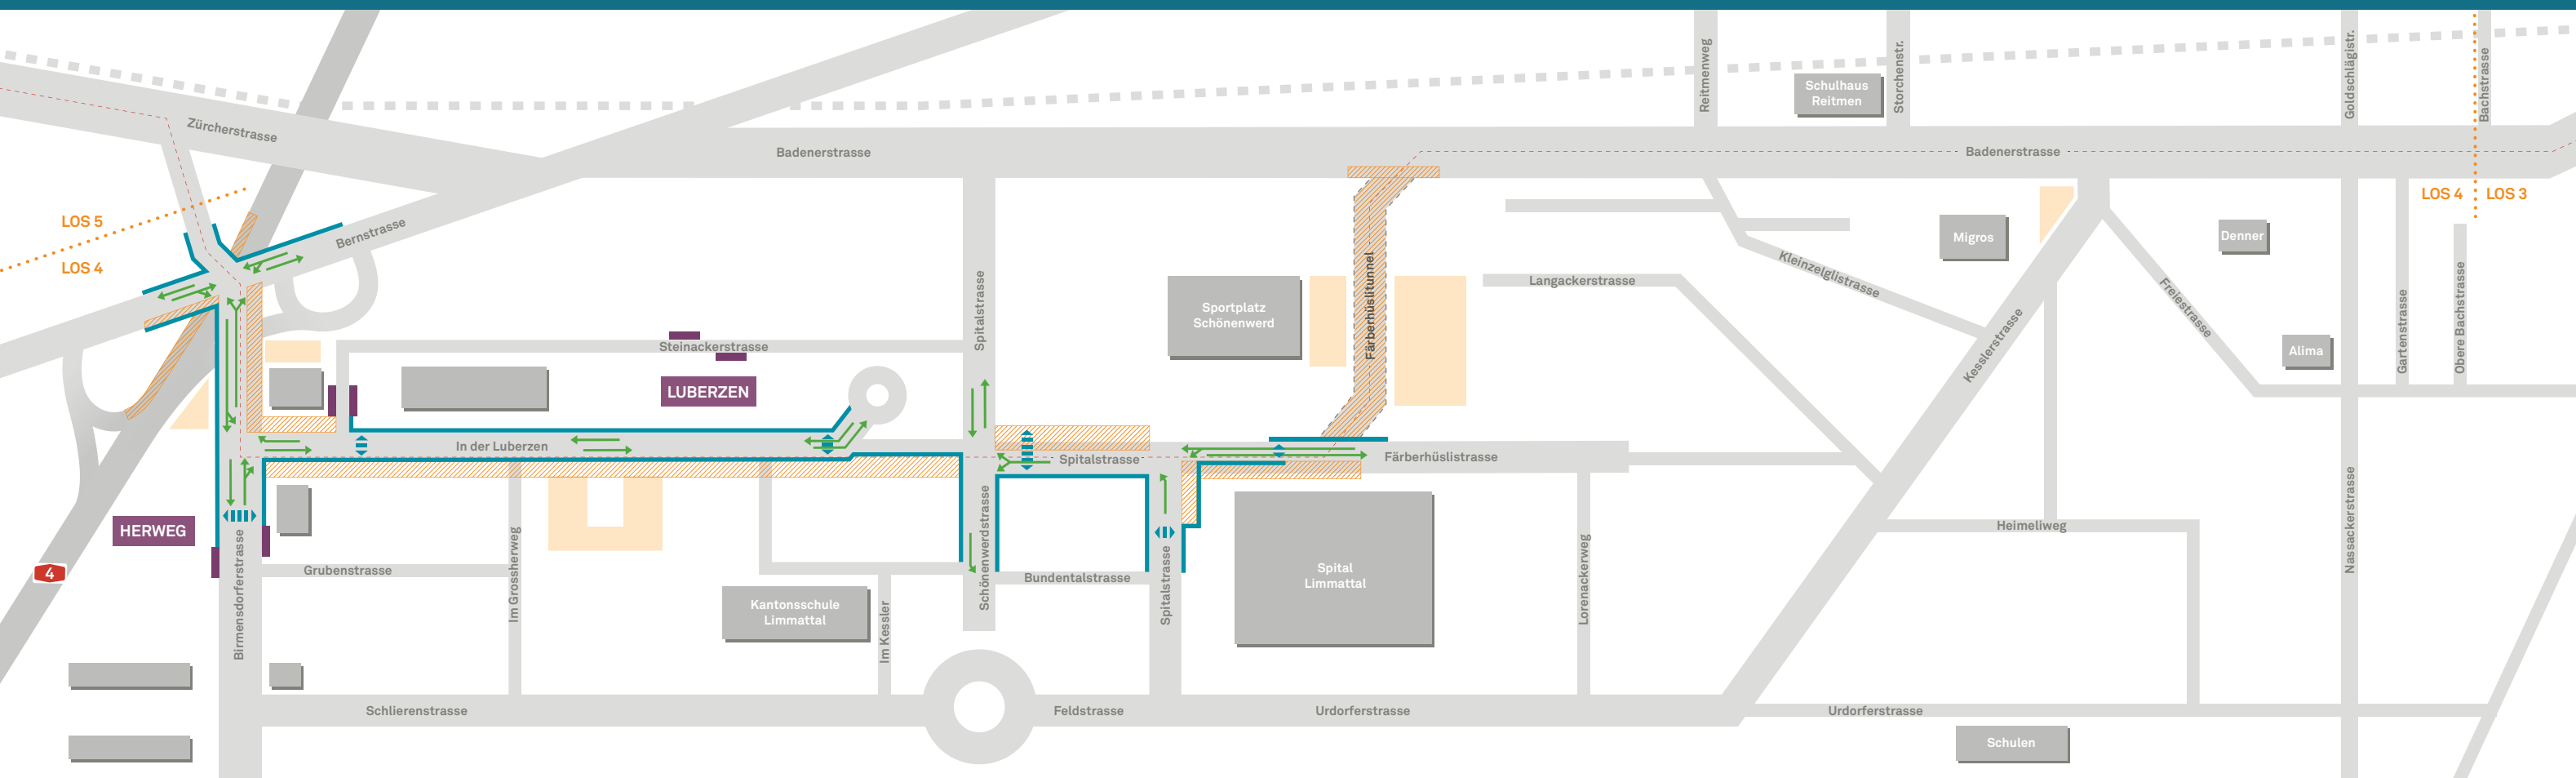 Reitmenweg
Storchenstr.
Goldschlägistr.
Bachstrasse
Schulhaus
Reitmen
Zürcherstrasse
Badenerstrasse
Badenerstrasse
LOS 5
LOS 4
LOS 4
LOS 3
Bernstrasse
Migros
Denner
Kleinzelglistrasse
Langackerstrasse
Freiestrasse
Spitalstrasse
Sportplatz
Schönenwerd
Färberhüslitunnel
Kesslerstrasse
Gartenstrasse
Obere Bachstrasse
Alima
Steinackerstrasse
LUBERZEN
In der Luberzen
Spitalstrasse
Färberhüslistrasse
HERWEG
4
Birmensdorferstrasse
Grubenstrasse
Im Grossherweg
Kantonsschule
Limmattal
Im Kessler
Schönenwerdstrasse
Bundentalstrasse
Spitalstrasse
Spital
Limmattal
Lorenackerweg
Heimeliweg
Nassackerstrasse
Schlierenstrasse
Feldstrasse
Urdorferstrasse
Urdorferstrasse
Schulen